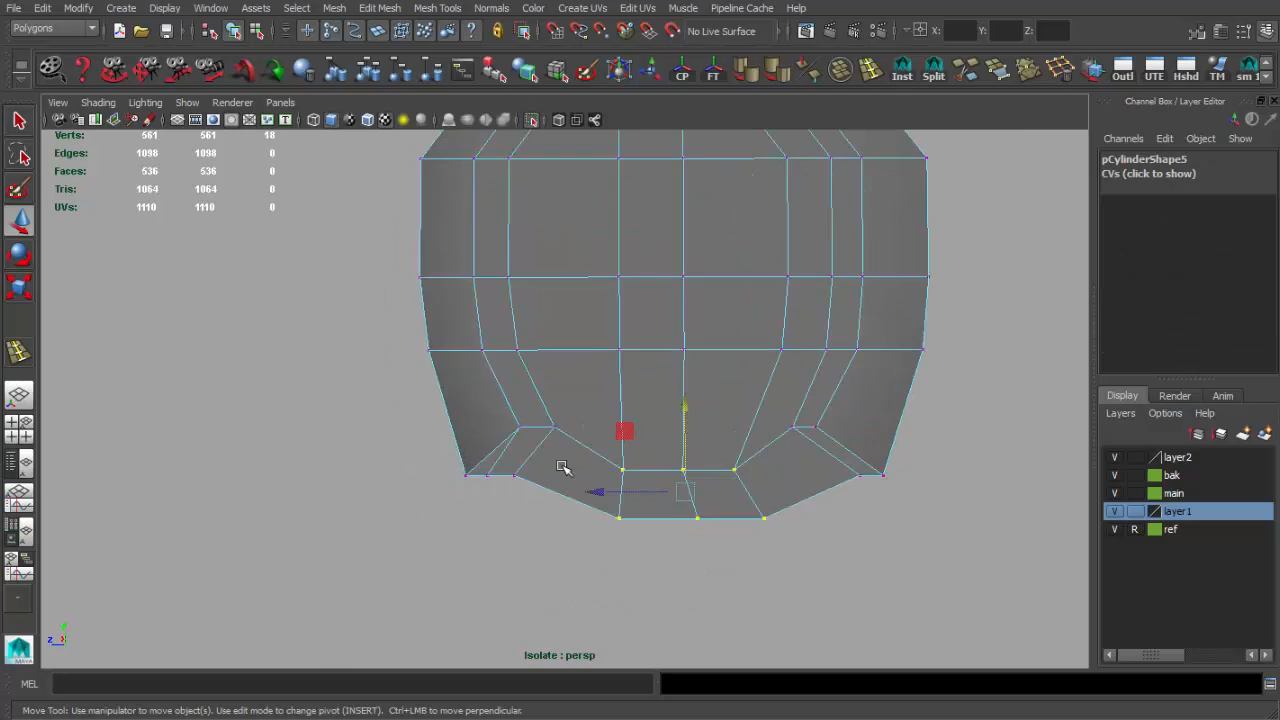 File Edit Modify Create Display Window Assets Select Mesh Edit Mesh Mesh Tools Normals Color Create UVs Edit UVs Muscle Pipeline Cache Help
Polygons No Live Surface X: Y: Z:
CP FT Inst Split Outl UTE Hshd TM sm 1
View Shading Lighting Show Renderer Panels
Channel Box / Layer Editor
Channels Edit Object Show
Verts: 561 561 18
Edges: 1098 1098 0
Faces: 536 536 0
Tris: 1064 1064 0
UVs: 1110 1110 0
pCylinderShape5
CVs (click to show)
Display Render Anim
Layers Options Help
V layer2
V bak
V main
V layer1
V R ref
z
Isolate : persp
MEL
Move Tool: Use manipulator to move object(s). Use edit mode to change pivot (INSERT). Ctrl+LMB to move perpendicular.